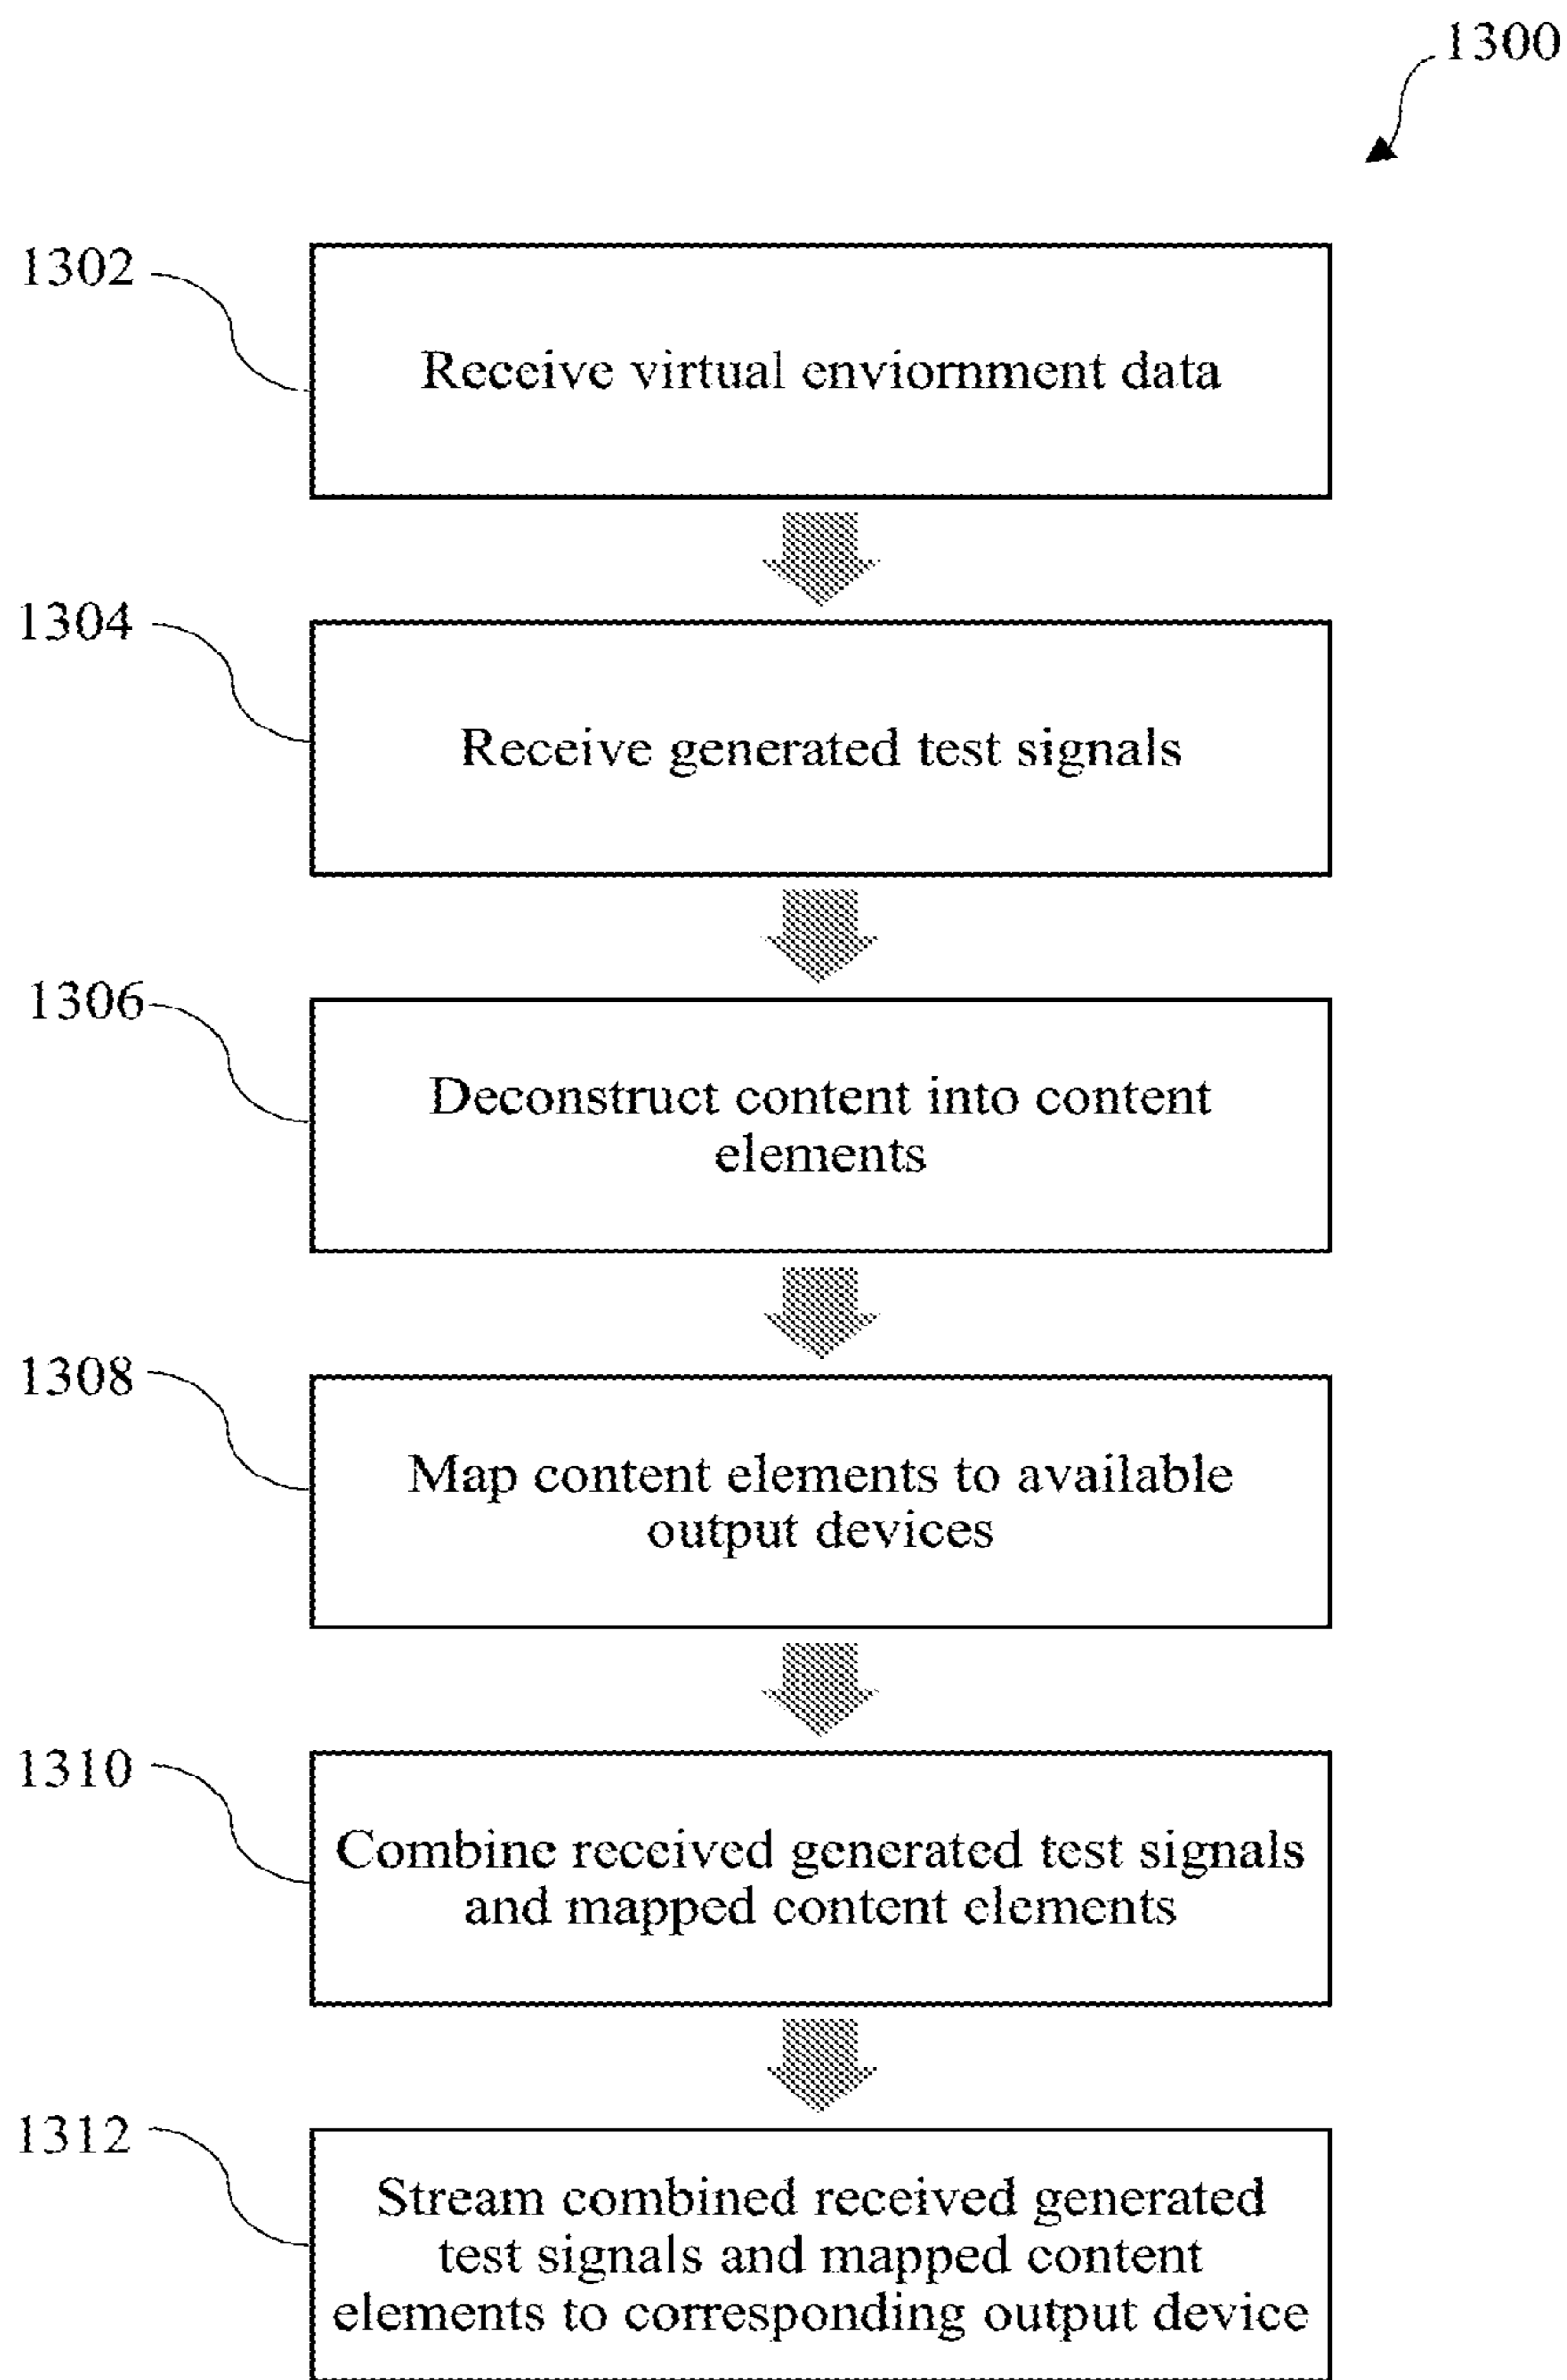 1300
1302
Receive virtual enviornment data
1304
Receive generated test signals
1306
Deconstruct content into content
elements
1308
Map content elements to available
output devices
1310
Combine received generated test signals
and mapped content elements
1312
Stream combined received generated
test signals and mapped content
elements to corresponding output device